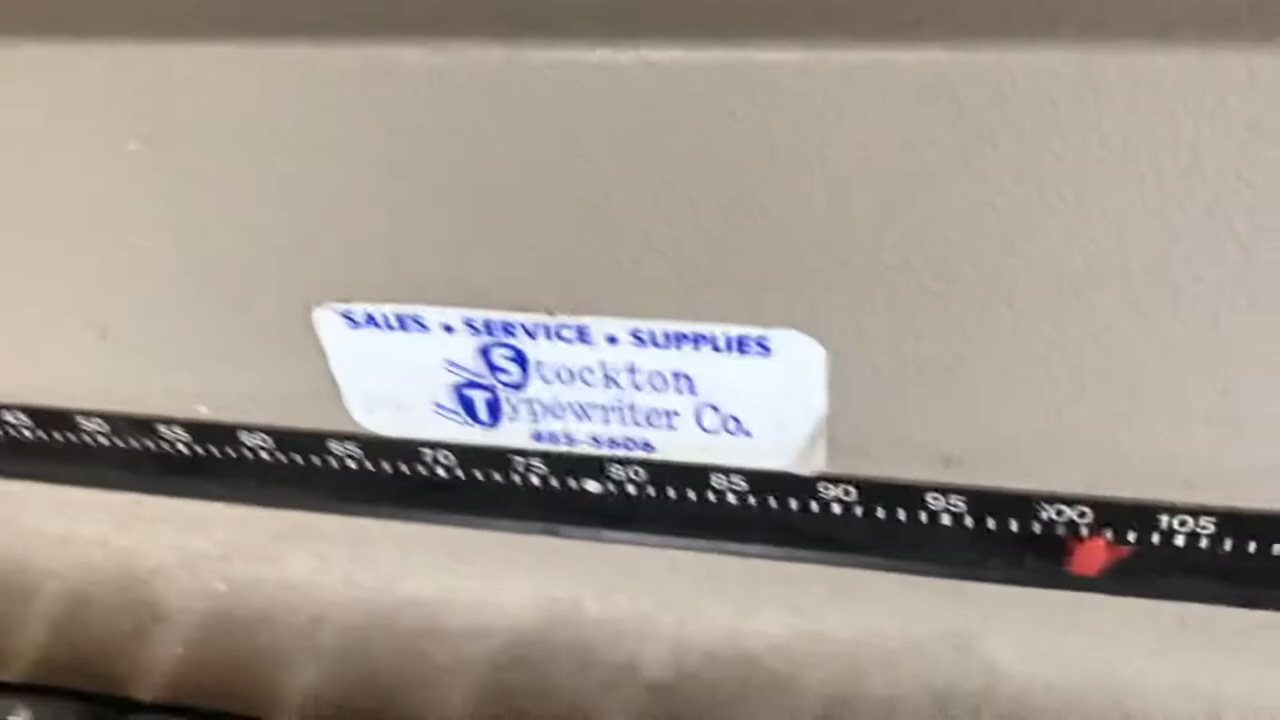 SALES • SERVICE • SUPPLIES
Stockton
Typewriter Co.
45 50 55 60 65 70 75 80 85 90 95 100 105